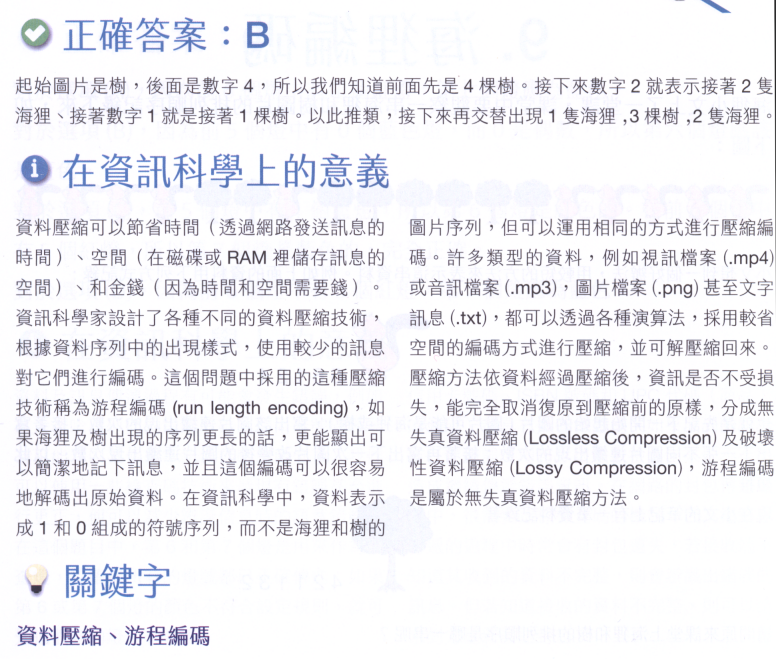 正確答案：B
起始圖片是樹，後面是數字 4，所以我們知道前面先是 4 棵樹。接下來數字 2 就表示接著 2 隻
海狸、接著數字 1 就是接著 1 棵樹。以此推類，接下來再交替出現 1 隻海狸 ,3 棵樹 ,2 隻海狸。
在資訊科學上的意義
資料壓縮可以節省時間（透過網路發送訊息的
時間）、空間（在磁碟或 RAM 裡儲存訊息的
空間）、和金錢（因為時間和空間需要錢）。
資訊科學家設計了各種不同的資料壓縮技術，
根據資料序列中的出現樣式，使用較少的訊息
對它們進行編碼。這個問題中採用的這種壓縮
技術稱為游程編碼 (run length encoding)，如
果海狸及樹出現的序列更長的話，更能顯出可
以簡潔地記下訊息，並且這個編碼可以很容易
地解碼出原始資料。在資訊科學中，資料表示
成 1 和 0 組成的符號序列，而不是海狸和樹的
圖片序列，但可以運用相同的方式進行壓縮編
碼。許多類型的資料，例如視訊檔案 (.mp4)
或音訊檔案 (.mp3)，圖片檔案 (.png) 甚至文字
訊息 (.txt)，都可以透過各種演算法，採用較省
空間的編碼方式進行壓縮，並可解壓縮回來。
壓縮方法依資料經過壓縮後，資訊是否不受損
失，能完全取消復原到壓縮前的原樣，分成無
失真資料壓縮 (Lossless Compression) 及破壞
性資料壓縮 (Lossy Compression)，游程編碼
是屬於無失真資料壓縮方法。
關鍵字
資料壓縮、游程編碼